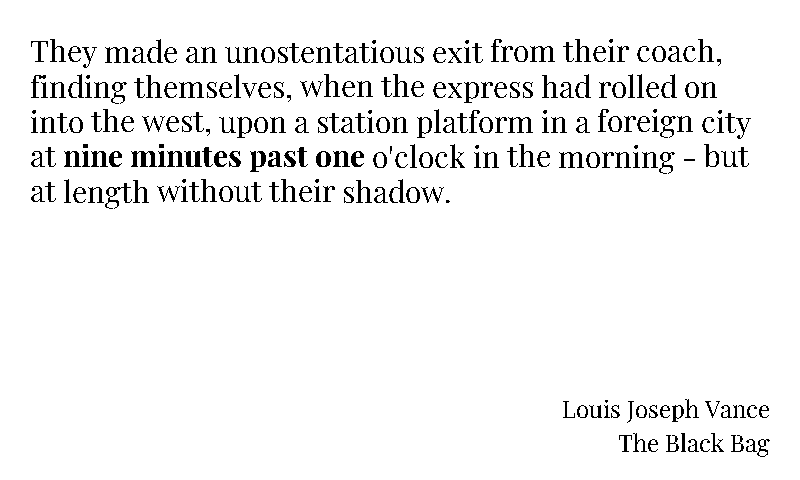 They made an unostentatious exit from their coach,
finding themselves, when the express had rolled on
into the west, upon a station platform in a foreign city
at nine minutes past one o'clock in the morning – but
at length without their shadow.
Louis Joseph Vance
The Black Bag